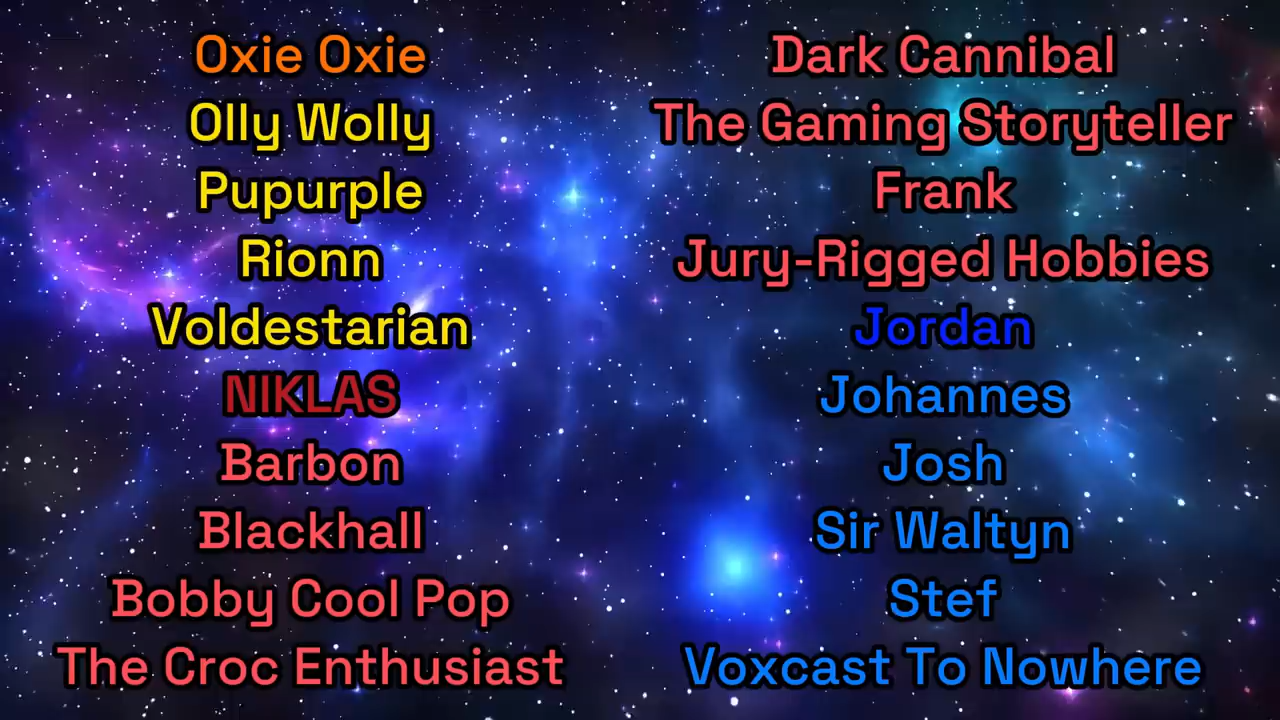 Oxie Oxie
Olly Wolly
Pupurple
Rionn
Voldestarian
NIKLAS
Barbon
Blackhall
Bobby Cool Pop
The Croc Enthusiast
Dark Cannibal
The Gaming Storyteller
Frank
Jury-Rigged Hobbies
Jordan
Johannes
Josh
Sir Waltyn
Stef
Voxcast To Nowhere